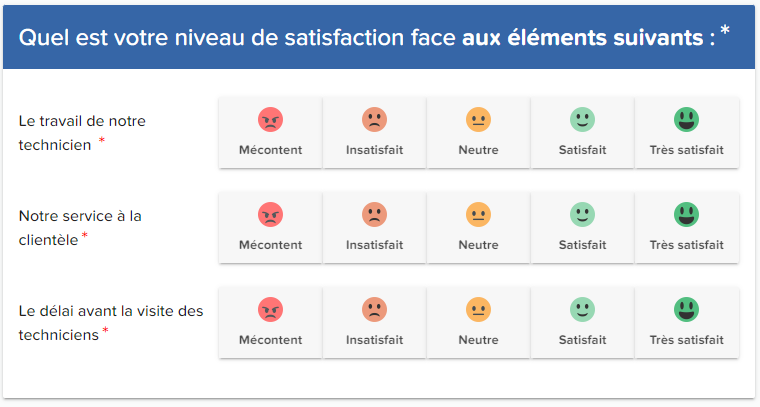 Quel est votre niveau de satisfaction face aux éléments suivants : *
Le travail de notre
technicien *
Mécontent Insatisfait Neutre Satisfait Très satisfait
Notre service à la
clientèle *
Mécontent Insatisfait Neutre Satisfait Très satisfait
Le délai avant la visite des
techniciens *
Mécontent Insatisfait Neutre Satisfait Très satisfait